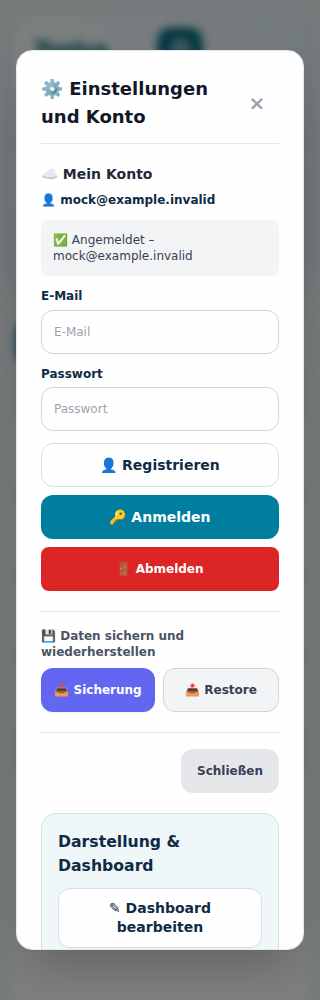 ⚙️ Einstellungen
und Konto
×
☁️ Mein Konto
👤 mock@example.invalid
✅ Angemeldet –
mock@example.invalid
E-Mail
E-Mail
Passwort
Passwort
👤 Registrieren
🔑 Anmelden
🚪 Abmelden
💾 Daten sichern und
wiederherstellen
📥 Sicherung
📤 Restore
Schließen
Darstellung &
Dashboard
✎ Dashboard
bearbeiten